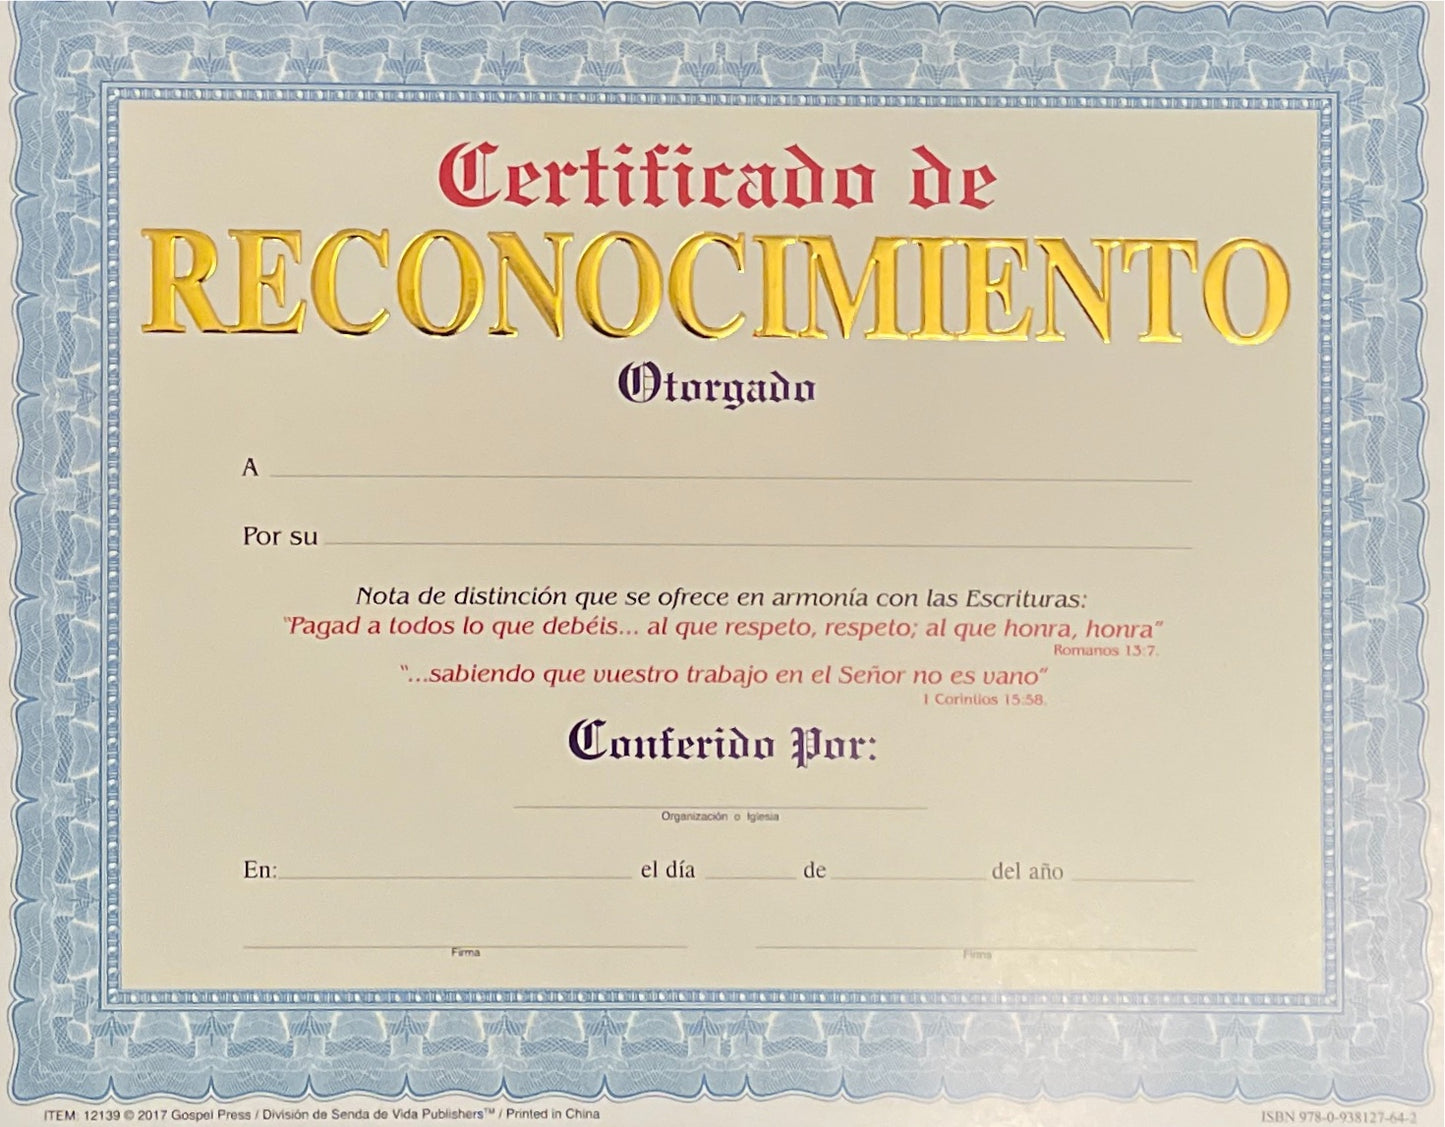 Certificado de
RECONOCIMIENTO
Otorgado
A
Por su
Nota de distinción que se ofrece en armonía con las Escrituras:
"Pagad a todos lo que debéis... al que respeto, respeto; al que honra, honra"
Romanos 13:7.
"...sabiendo que vuestro trabajo en el Señor no es vano"
1 Corintios 15:58.
Conferido Por:
Organización o Iglesia
En: el día de del año
Firma Firma
ITEM: 12139 © 2017 Gospel Press / División de Senda de Vida Publishers™ / Printed in China
ISBN 978-0-938127-64-2